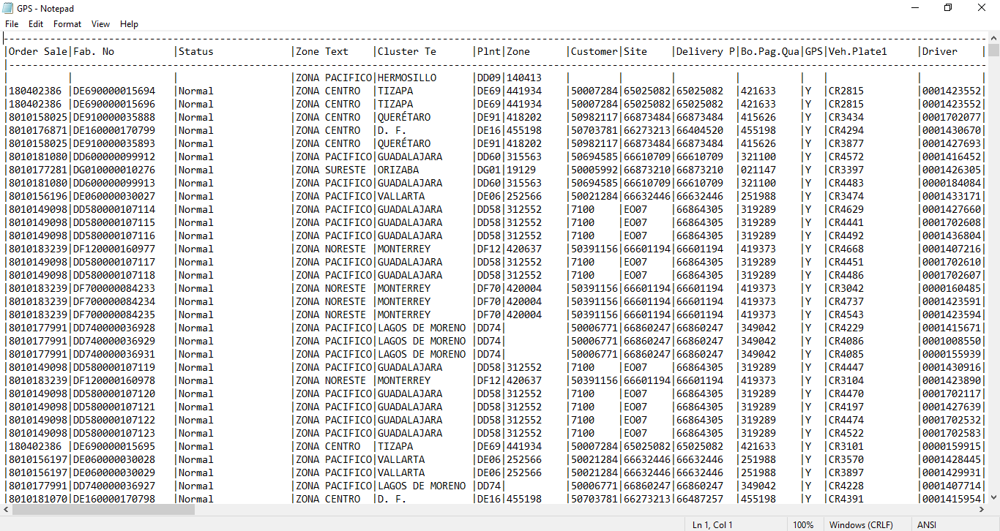 GPS - Notepad
File Edit Format View Help
|Order Sale|Fab. No |Status |Zone Text |Cluster Te |Plnt|Zone |Customer|Site |Delivery P|Bo.Pag.Qua|GPS|Veh.Plate1 |Driver |
| | | |ZONA PACIFICO|HERMOSILLO |DD09|140413 | | | | | | | |
|180402386 |DE690000015694 |Normal |ZONA CENTRO |TIZAPA |DE69|441934 |50007284|65025082|65025082 |421633 |Y |CR2815 |0001423552|
|180402386 |DE690000015696 |Normal |ZONA CENTRO |TIZAPA |DE69|441934 |50007284|65025082|65025082 |421633 |Y |CR2815 |0001423552|
|8010158025|DE910000035888 |Normal |ZONA CENTRO |QUERÉTARO |DE91|418202 |50982117|66873484|66873484 |415626 |Y |CR3434 |0001702077|
|8010176871|DE160000170799 |Normal |ZONA CENTRO |D. F. |DE16|455198 |50703781|66273213|66404520 |455198 |Y |CR4294 |0001430670|
|8010158025|DE910000035893 |Normal |ZONA CENTRO |QUERÉTARO |DE91|418202 |50982117|66873484|66873484 |415626 |Y |CR3877 |0001427693|
|8010181080|DD600000099912 |Normal |ZONA PACIFICO|GUADALAJARA |DD60|315563 |50694585|66610709|66610709 |321100 |Y |CR4572 |0001416452|
|8010177281|DG010000010276 |Normal |ZONA SURESTE |ORIZABA |DG01|19129 |50005992|66873210|66873210 |021147 |Y |CR3397 |0001426305|
|8010181080|DD600000099913 |Normal |ZONA PACIFICO|GUADALAJARA |DD60|315563 |50694585|66610709|66610709 |321100 |Y |CR4483 |0000184084|
|8010156196|DE060000030027 |Normal |ZONA PACIFICO|VALLARTA |DE06|252566 |50021284|66632446|66632446 |251988 |Y |CR3474 |0001433171|
|8010149098|DD580000107114 |Normal |ZONA PACIFICO|GUADALAJARA |DD58|312552 |7100 |EO07 |66864305 |319289 |Y |CR4629 |0001427660|
|8010149098|DD580000107115 |Normal |ZONA PACIFICO|GUADALAJARA |DD58|312552 |7100 |EO07 |66864305 |319289 |Y |CR4441 |0001702608|
|8010149098|DD580000107116 |Normal |ZONA PACIFICO|GUADALAJARA |DD58|312552 |7100 |EO07 |66864305 |319289 |Y |CR4492 |0001436804|
|8010183239|DF120000160977 |Normal |ZONA NORESTE |MONTERREY |DF12|420637 |50391156|66601194|66601194 |419373 |Y |CR4668 |0001407216|
|8010149098|DD580000107117 |Normal |ZONA PACIFICO|GUADALAJARA |DD58|312552 |7100 |EO07 |66864305 |319289 |Y |CR4451 |0001702610|
|8010149098|DD580000107118 |Normal |ZONA PACIFICO|GUADALAJARA |DD58|312552 |7100 |EO07 |66864305 |319289 |Y |CR4486 |0001702607|
|8010183239|DF700000084233 |Normal |ZONA NORESTE |MONTERREY |DF70|420004 |50391156|66601194|66601194 |419373 |Y |CR3042 |0000160485|
|8010183239|DF700000084234 |Normal |ZONA NORESTE |MONTERREY |DF70|420004 |50391156|66601194|66601194 |419373 |Y |CR4737 |0001423591|
|8010183239|DF700000084235 |Normal |ZONA NORESTE |MONTERREY |DF70|420004 |50391156|66601194|66601194 |419373 |Y |CR4543 |0001423594|
|8010177991|DD740000036928 |Normal |ZONA PACIFICO|LAGOS DE MORENO |DD74| |50006771|66860247|66860247 |349042 |Y |CR4229 |0001415671|
|8010177991|DD740000036929 |Normal |ZONA PACIFICO|LAGOS DE MORENO |DD74| |50006771|66860247|66860247 |349042 |Y |CR4086 |0001008550|
|8010177991|DD740000036931 |Normal |ZONA PACIFICO|LAGOS DE MORENO |DD74| |50006771|66860247|66860247 |349042 |Y |CR4085 |0000155939|
|8010149098|DD580000107119 |Normal |ZONA PACIFICO|GUADALAJARA |DD58|312552 |7100 |EO07 |66864305 |319289 |Y |CR4447 |0001430916|
|8010183239|DF120000160978 |Normal |ZONA NORESTE |MONTERREY |DF12|420637 |50391156|66601194|66601194 |419373 |Y |CR3104 |0001423890|
|8010149098|DD580000107120 |Normal |ZONA PACIFICO|GUADALAJARA |DD58|312552 |7100 |EO07 |66864305 |319289 |Y |CR4470 |0001702117|
|8010149098|DD580000107121 |Normal |ZONA PACIFICO|GUADALAJARA |DD58|312552 |7100 |EO07 |66864305 |319289 |Y |CR4197 |0001427639|
|8010149098|DD580000107122 |Normal |ZONA PACIFICO|GUADALAJARA |DD58|312552 |7100 |EO07 |66864305 |319289 |Y |CR4474 |0001702532|
|8010149098|DD580000107123 |Normal |ZONA PACIFICO|GUADALAJARA |DD58|312552 |7100 |EO07 |66864305 |319289 |Y |CR4522 |0001702583|
|180402386 |DE690000015695 |Normal |ZONA CENTRO |TIZAPA |DE69|441934 |50007284|65025082|65025082 |421633 |Y |CR3101 |0000159915|
|8010156197|DE060000030028 |Normal |ZONA PACIFICO|VALLARTA |DE06|252566 |50021284|66632446|66632446 |251988 |Y |CR3570 |0001428445|
|8010156197|DE060000030029 |Normal |ZONA PACIFICO|VALLARTA |DE06|252566 |50021284|66632446|66632446 |251988 |Y |CR3897 |0001429931|
|8010177991|DD740000036927 |Normal |ZONA PACIFICO|LAGOS DE MORENO |DD74| |50006771|66860247|66860247 |349042 |Y |CR4228 |0001407714|
|8010181070|DE160000170798 |Normal |ZONA CENTRO |D. F. |DE16|455198 |50703781|66273213|66487257 |455198 |Y |CR4391 |0001415954|
Ln 1, Col 1 100% Windows (CRLF) ANSI